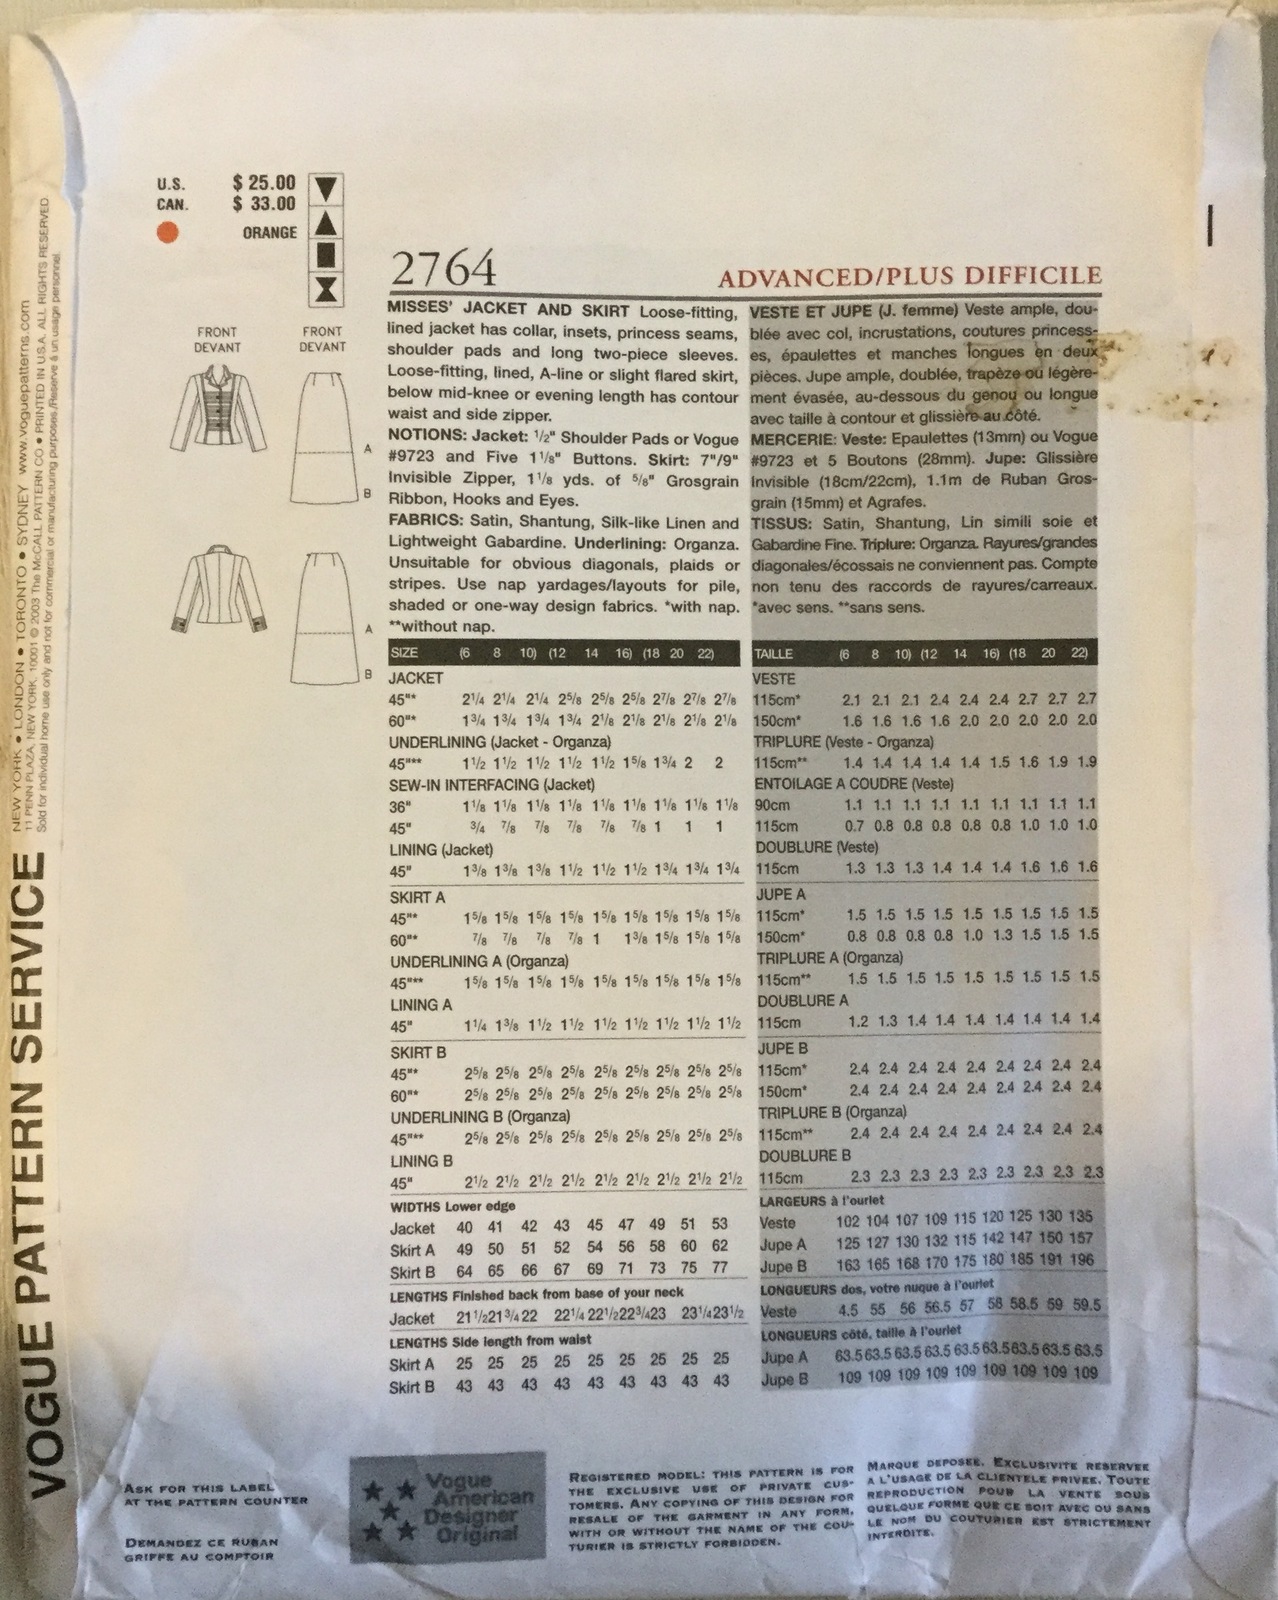 U.S. $ 25.00
CAN. $ 33.00
ORANGE
FRONT
DEVANT
FRONT
DEVANT
A
B
A
B
2764
ADVANCED/PLUS DIFFICILE
MISSES' JACKET AND SKIRT Loose-fitting,
lined jacket has collar, insets, princess seams,
shoulder pads and long two-piece sleeves.
Loose-fitting, lined, A-line or slight flared skirt,
below mid-knee or evening length has contour
waist and side zipper.
NOTIONS: Jacket: 1/2" Shoulder Pads or Vogue
#9723 and Five 1 1/8" Buttons. Skirt: 7"/9"
Invisible Zipper, 1 1/8 yds. of 5/8" Grosgrain
Ribbon, Hooks and Eyes.
FABRICS: Satin, Shantung, Silk-like Linen and
Lightweight Gabardine. Underlining: Organza.
Unsuitable for obvious diagonals, plaids or
stripes. Use nap yardages/layouts for pile,
shaded or one-way design fabrics. *with nap.
**without nap.
SIZE (6 8 10) (12 14 16) (18 20 22)
JACKET
45"* 2 1/4 2 1/4 2 1/4 2 5/8 2 5/8 2 5/8 2 7/8 2 7/8 2 7/8
60"* 1 3/4 1 3/4 1 3/4 1 3/4 2 1/8 2 1/8 2 1/8 2 1/8 2 1/8
UNDERLINING (Jacket - Organza)
45"** 1 1/2 1 1/2 1 1/2 1 1/2 1 1/2 1 5/8 1 3/4 2 2
SEW-IN INTERFACING (Jacket)
36" 1 1/8 1 1/8 1 1/8 1 1/8 1 1/8 1 1/8 1 1/8 1 1/8 1 1/8
45" 3/4 7/8 7/8 7/8 7/8 7/8 1 1 1
LINING (Jacket)
45" 1 3/8 1 3/8 1 3/8 1 1/2 1 1/2 1 1/2 1 3/4 1 3/4 1 3/4
SKIRT A
45"* 1 5/8 1 5/8 1 5/8 1 5/8 1 5/8 1 5/8 1 5/8 1 5/8 1 5/8
60"* 7/8 7/8 7/8 7/8 1 1 3/8 1 5/8 1 5/8 1 5/8
UNDERLINING A (Organza)
45"** 1 5/8 1 5/8 1 5/8 1 5/8 1 5/8 1 5/8 1 5/8 1 5/8 1 5/8
LINING A
45" 1 1/4 1 3/8 1 1/2 1 1/2 1 1/2 1 1/2 1 1/2 1 1/2 1 1/2
SKIRT B
45"* 2 5/8 2 5/8 2 5/8 2 5/8 2 5/8 2 5/8 2 5/8 2 5/8 2 5/8
60"* 2 5/8 2 5/8 2 5/8 2 5/8 2 5/8 2 5/8 2 5/8 2 5/8 2 5/8
UNDERLINING B (Organza)
45"** 2 5/8 2 5/8 2 5/8 2 5/8 2 5/8 2 5/8 2 5/8 2 5/8 2 5/8
LINING B
45" 2 1/2 2 1/2 2 1/2 2 1/2 2 1/2 2 1/2 2 1/2 2 1/2 2 1/2
WIDTHS Lower edge
Jacket 40 41 42 43 45 47 49 51 53
Skirt A 49 50 51 52 54 56 58 60 62
Skirt B 64 65 66 67 69 71 73 75 77
LENGTHS Finished back from base of your neck
Jacket 21 1/2 21 3/4 22 22 1/4 22 1/2 22 3/4 23 23 1/4 23 1/2
LENGTHS Side length from waist
Skirt A 25 25 25 25 25 25 25 25 25
Skirt B 43 43 43 43 43 43 43 43 43
VESTE ET JUPE (J. femme) Veste ample, dou-
blée avec col, incrustations, coutures princess-
es, épaulettes et manches longues en deux
pièces. Jupe ample, doublée, trapèze ou légère-
ment évasée, au-dessous du genou ou longue
avec taille à contour et glissière au côté.
MERCERIE: Veste: Epaulettes (13mm) ou Vogue
#9723 et 5 Boutons (28mm). Jupe: Glissière
Invisible (18cm/22cm), 1.1m de Ruban Gros-
grain (15mm) et Agrafes.
TISSUS: Satin, Shantung, Lin simili soie et
Gabardine Fine. Triplure: Organza. Rayures/grandes
diagonales/écossais ne conviennent pas. Compte
non tenu des raccords de rayures/carreaux.
*avec sens. **sans sens.
TAILLE (6 8 10) (12 14 16) (18 20 22)
VESTE
115cm* 2.1 2.1 2.1 2.4 2.4 2.4 2.7 2.7 2.7
150cm* 1.6 1.6 1.6 1.6 2.0 2.0 2.0 2.0 2.0
TRIPLURE (Veste - Organza)
115cm** 1.4 1.4 1.4 1.4 1.4 1.5 1.6 1.9 1.9
ENTOILAGE A COUDRE (Veste)
90cm 1.1 1.1 1.1 1.1 1.1 1.1 1.1 1.1 1.1
115cm 0.7 0.8 0.8 0.8 0.8 0.8 1.0 1.0 1.0
DOUBLURE (Veste)
115cm 1.3 1.3 1.3 1.4 1.4 1.4 1.6 1.6 1.6
JUPE A
115cm* 1.5 1.5 1.5 1.5 1.5 1.5 1.5 1.5 1.5
150cm* 0.8 0.8 0.8 0.8 1.0 1.3 1.5 1.5 1.5
TRIPLURE A (Organza)
115cm** 1.5 1.5 1.5 1.5 1.5 1.5 1.5 1.5 1.5
DOUBLURE A
115cm 1.2 1.3 1.4 1.4 1.4 1.4 1.4 1.4 1.4
JUPE B
115cm* 2.4 2.4 2.4 2.4 2.4 2.4 2.4 2.4 2.4
150cm* 2.4 2.4 2.4 2.4 2.4 2.4 2.4 2.4 2.4
TRIPLURE B (Organza)
115cm** 2.4 2.4 2.4 2.4 2.4 2.4 2.4 2.4 2.4
DOUBLURE B
115cm 2.3 2.3 2.3 2.3 2.3 2.3 2.3 2.3 2.3
LARGEURS à l'ourlet
Veste 102 104 107 109 115 120 125 130 135
Jupe A 125 127 130 132 115 142 147 150 157
Jupe B 163 165 168 170 175 180 185 191 196
LONGUEURS dos, votre nuque à l'ourlet
Veste 4.5 55 56 56.5 57 58 58.5 59 59.5
LONGUEURS côté, taille à l'ourlet
Jupe A 63.5 63.5 63.5 63.5 63.5 63.5 63.5 63.5 63.5
Jupe B 109 109 109 109 109 109 109 109 109
VOGUE PATTERN SERVICE
NEW YORK • LONDON • TORONTO • SYDNEY www.voguepatterns.com
11 PENN PLAZA, NEW YORK, NEW YORK, 10001 © 2003 The McCALL PATTERN CO • PRINTED IN U.S.A. ALL RIGHTS RESERVED
Sold for individual home use only and not for commercial or manufacturing purposes./Reservé à un usage personnel.
ASK FOR THIS LABEL
AT THE PATTERN COUNTER
DEMANDEZ CE RUBAN
GRIFFE AU COMPTOIR
Vogue
American
Designer
Original
REGISTERED MODEL: THIS PATTERN IS FOR
THE EXCLUSIVE USE OF PRIVATE CUS-
TOMERS. ANY COPYING OF THIS DESIGN FOR
RESALE OF THE GARMENT IN ANY FORM,
WITH OR WITHOUT THE NAME OF THE COU-
TURIER IS STRICTLY FORBIDDEN.
MARQUE DEPOSEE. EXCLUSIVITE RESERVEE
A L'USAGE DE LA CLIENTELE PRIVEE. TOUTE
REPRODUCTION POUR LA VENTE SOUS
QUELQUE FORME QUE CE SOIT AVEC OU SANS
LE NOM DU COUTURIER EST STRICTEMENT
INTERDITE.